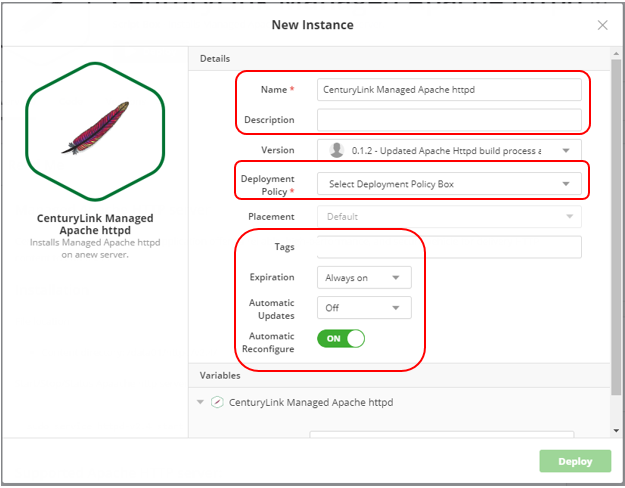 New Instance
Details
Name *
CenturyLink Managed Apache httpd
Description
Version
0.1.2 - Updated Apache Httpd build process a
Deployment
Policy *
Select Deployment Policy Box
Placement
Default
Tags
Expiration
Always on
Automatic
Updates
Off
Automatic
Reconfigure
ON
CenturyLink Managed
Apache httpd
Installs Managed Apache httpd
on anew server.
Variables
CenturyLink Managed Apache httpd
Deploy